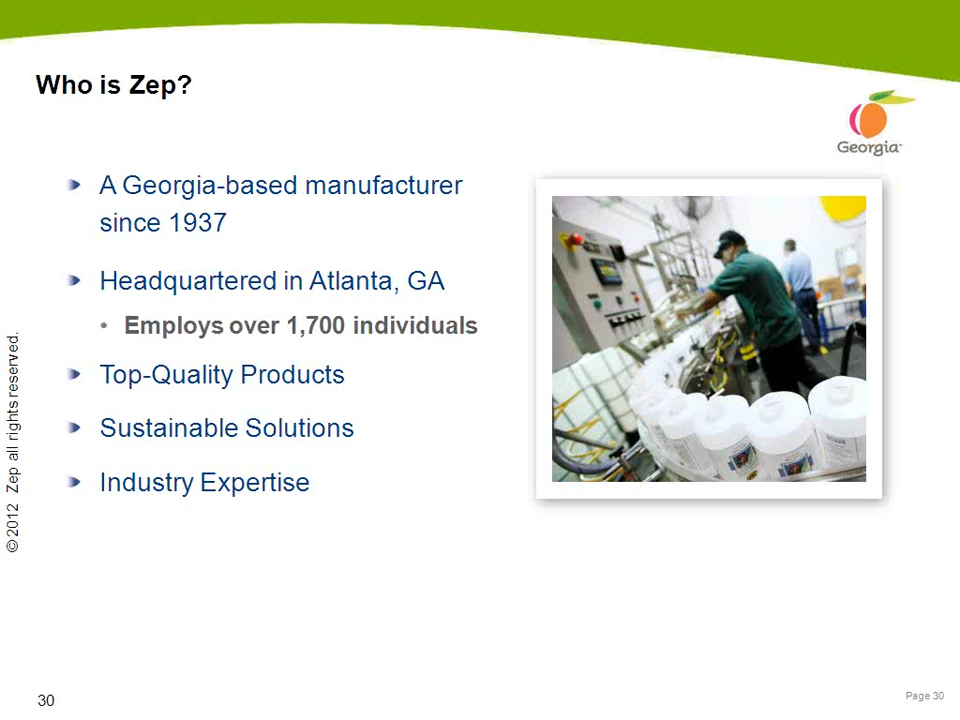 Who is Zep?
Georgia™
A Georgia-based manufacturer
since 1937
Headquartered in Atlanta, GA
• Employs over 1,700 individuals
Top-Quality Products
Sustainable Solutions
Industry Expertise
© 2012 Zep all rights reserved.
30
Page 30